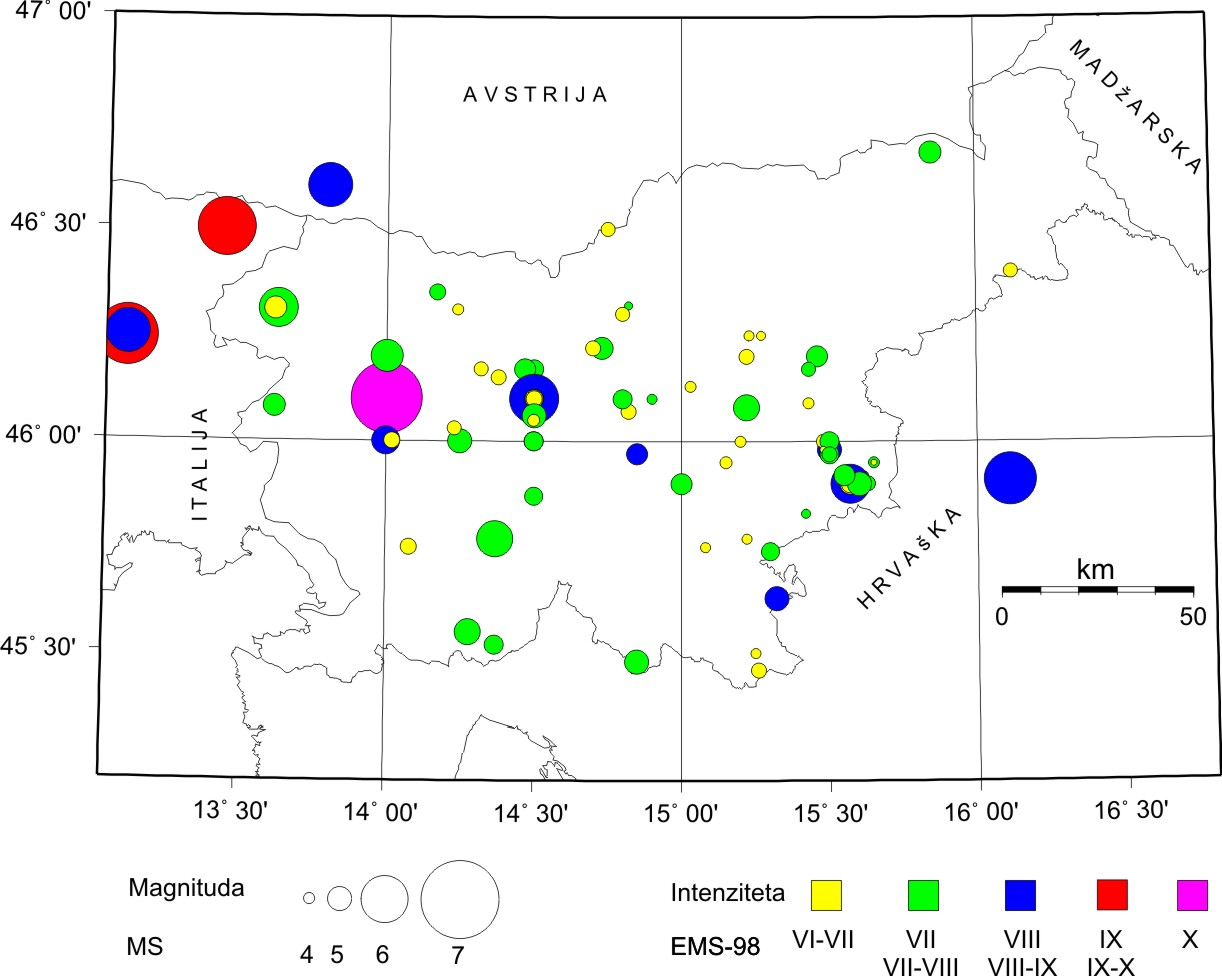 47° 00'
AVSTRIJA
MADŽARSKA
46° 30'
46° 00'
ITALIJA
HRVAšKA
km
0 50
45° 30'
13° 30' 14° 00' 14° 30' 15° 00' 15° 30' 16° 00' 16° 30'
Magnituda
MS
4 5 6 7
Intenziteta
EMS-98
VI-VII VII VIII IX X
VII-VIII VIII-IX IX-X